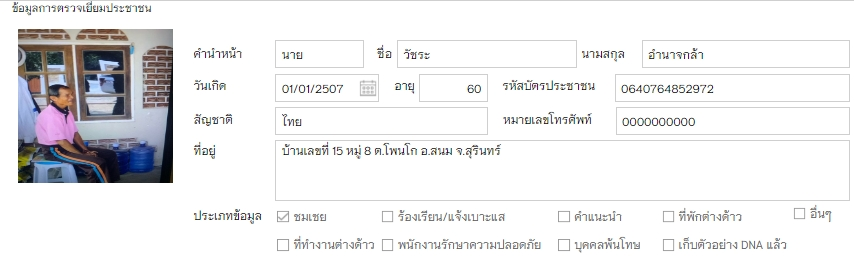 ข้อมูลการตรวจเยี่ยมประชาชน
คำนำหน้า นาย ชื่อ วัชระ นามสกุล อำนาจกล้า
วันเกิด 01/01/2507 อายุ 60 รหัสบัตรประชาชน 0640764852972
สัญชาติ ไทย หมายเลขโทรศัพท์ 0000000000
ที่อยู่ บ้านเลขที่ 15 หมู่ 8 ต.โพนโก อ.สนม จ.สุรินทร์
ประเภทข้อมูล ชมเชย ร้องเรียน/แจ้งเบาะแส คำแนะนำ ที่พักต่างด้าว อื่นๆ
ที่ทำงานต่างด้าว พนักงานรักษาความปลอดภัย บุคคลพ้นโทษ เก็บตัวอย่าง DNA แล้ว